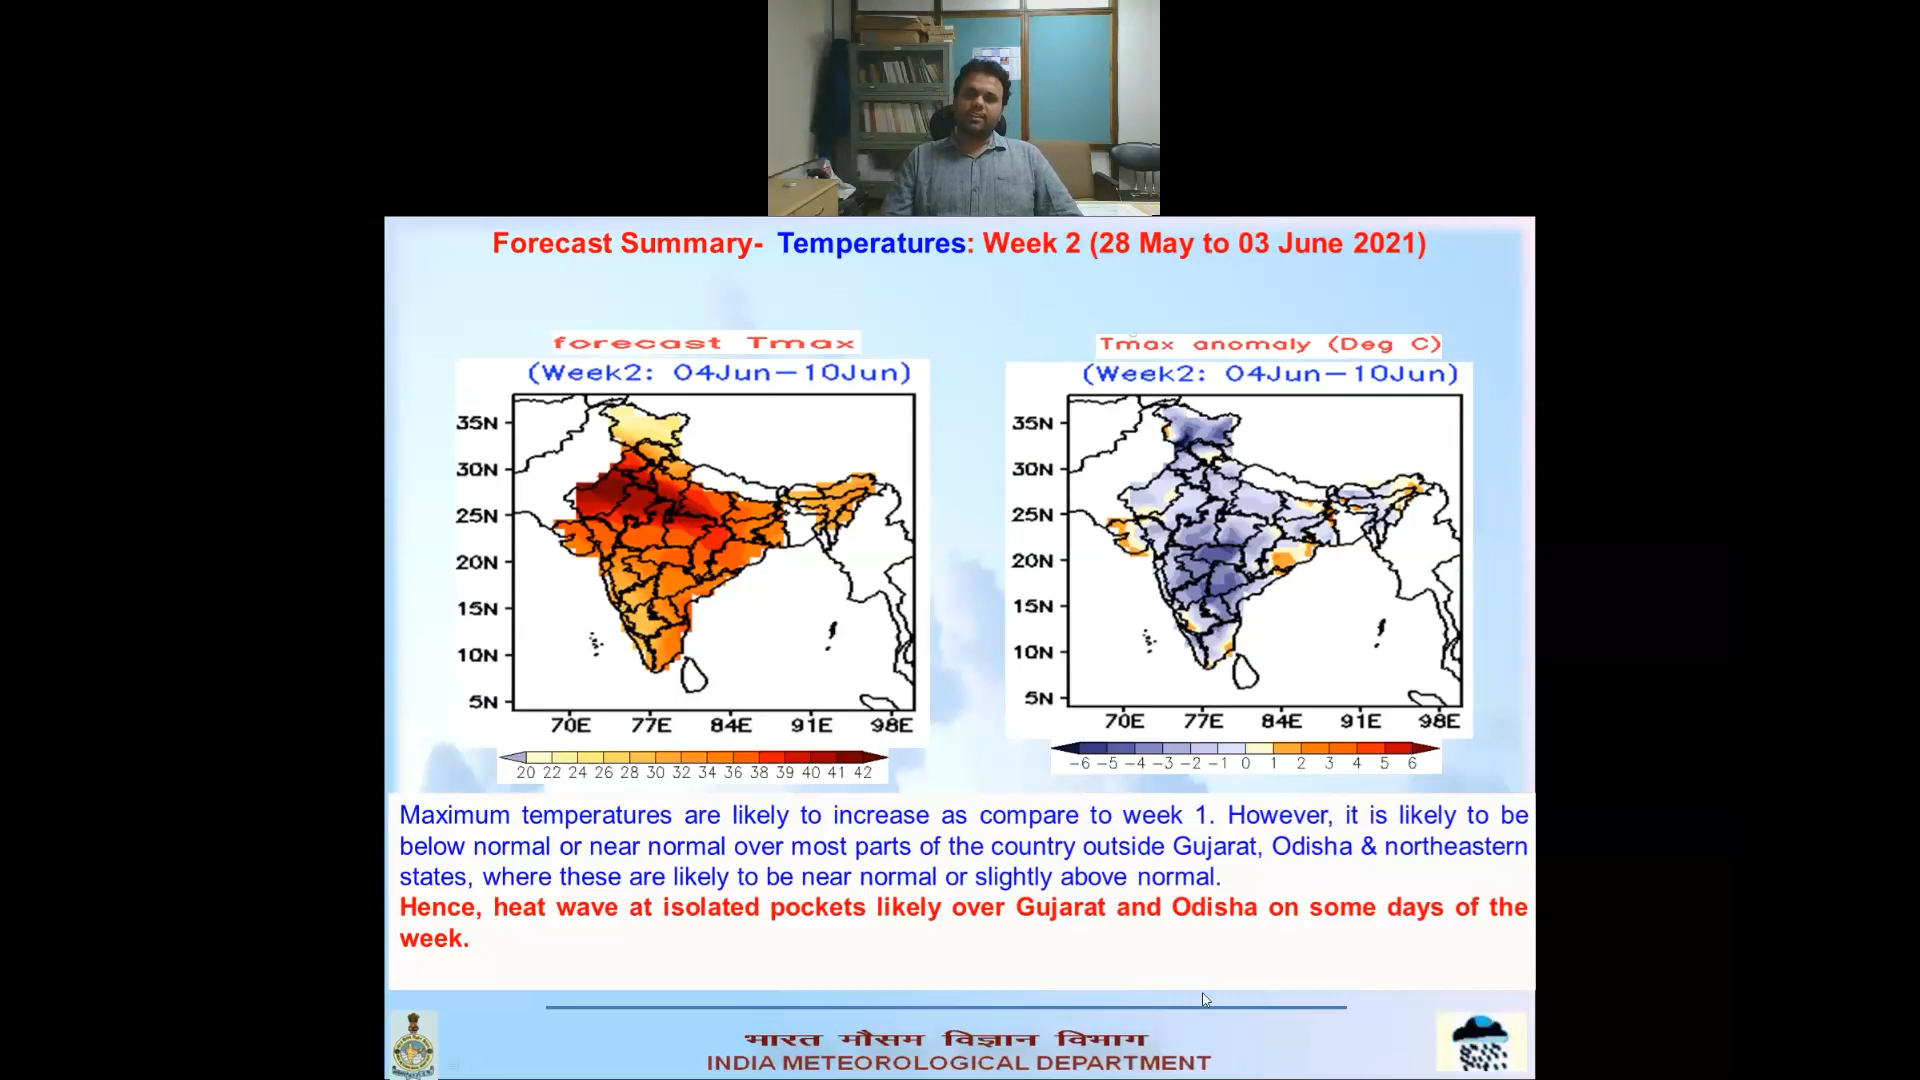 Forecast Summary- Temperatures: Week 2 (28 May to 03 June 2021)
forecast Tmax
(Week2: 04Jun-10Jun)
35N
30N
25N
20N
15N
10N
5N
70E 77E 84E 91E 98E
20 22 24 26 28 30 32 34 36 38 39 40 41 42
Tmax anomaly (Deg C)
(Week2: 04Jun-10Jun)
35N
30N
25N
20N
15N
10N
5N
70E 77E 84E 91E 98E
-6 -5 -4 -3 -2 -1 0 1 2 3 4 5 6
Maximum temperatures are likely to increase as compare to week 1. However, it is likely to be
below normal or near normal over most parts of the country outside Gujarat, Odisha & northeastern
states, where these are likely to be near normal or slightly above normal.
Hence, heat wave at isolated pockets likely over Gujarat and Odisha on some days of the
week.
भारत मौसम विज्ञान विभाग
INDIA METEOROLOGICAL DEPARTMENT